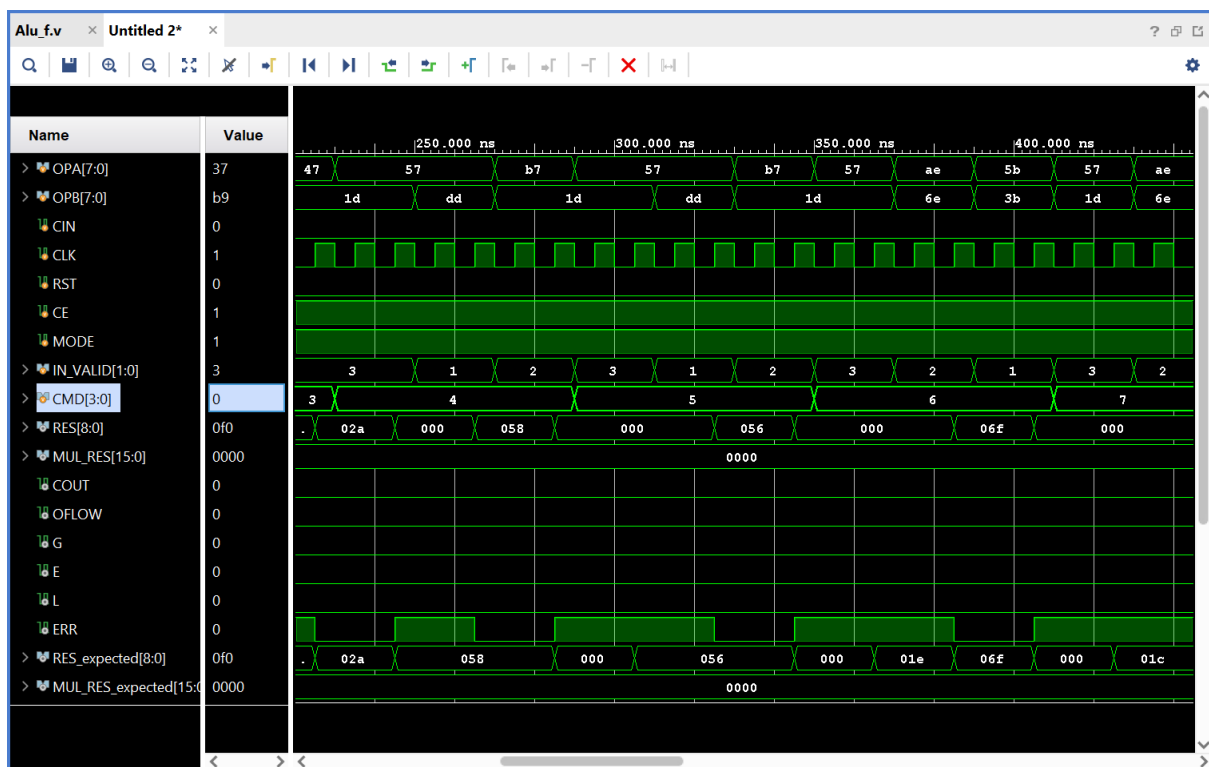 Alu_f.v × Untitled 2* × ?
Name Value
250.000 ns 300.000 ns 350.000 ns 400.000 ns
OPA[7:0] 37 47 57 b7 57 b7 57 ae 5b 57 ae
OPB[7:0] b9 1d dd 1d dd 1d 6e 3b 1d 6e
CIN 0
CLK 1
RST 0
CE 1
MODE 1
IN_VALID[1:0] 3 3 1 2 3 1 2 3 2 1 3 2
CMD[3:0] 0 3 4 5 6 7
RES[8:0] 0f0 . 02a 000 058 000 056 000 06f 000
MUL_RES[15:0] 0000 0000
COUT 0
OFLOW 0
G 0
E 0
L 0
ERR 0
RES_expected[8:0] 0f0 . 02a 058 000 056 000 01e 06f 000 01c
MUL_RES_expected[15:0 0000 0000